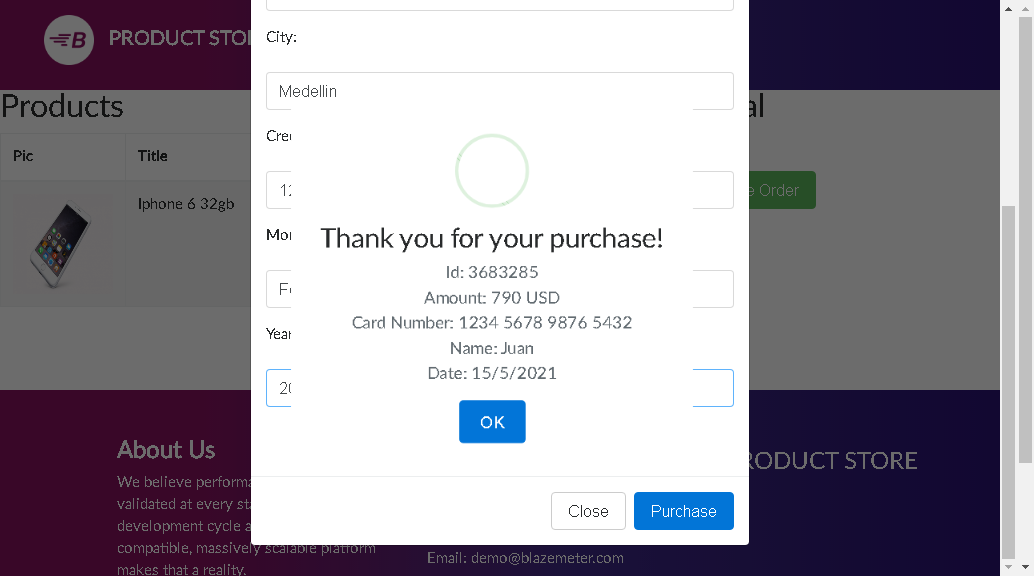 PRODUCT STO
City:
Medellin
Products
al
Pic
Title
Cre
12
e Order
Iphone 6 32gb
Mon
Thank you for your purchase!
Id: 3683285
Amount: 790 USD
Card Number: 1234 5678 9876 5432
Name: Juan
Date: 15/5/2021
Year
20
OK
About Us
We believe performa
validated at every sta
development cycle a
compatible, massively scalable platform
makes that a reality.
RODUCT STORE
Close
Purchase
Email: demo@blazemeter.com